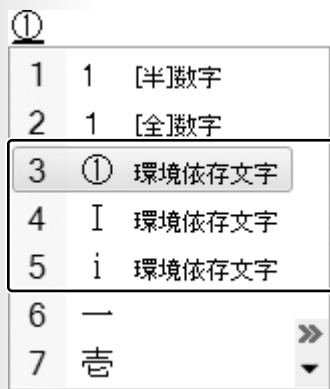 ①
1 1 [半]数字
2 1 [全]数字
3 ① 環境依存文字
4 Ⅰ 環境依存文字
5 ⅰ 環境依存文字
6 一
7 壱